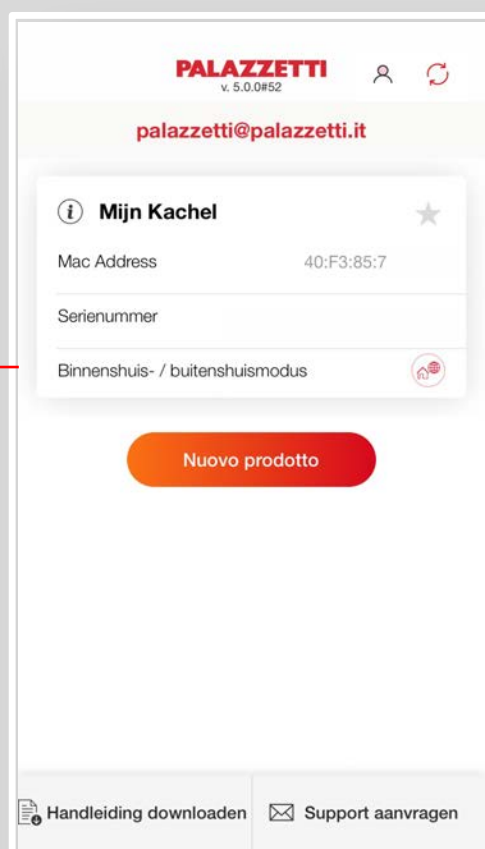 PALAZZETTI
v. 5.0.0#52
palazzetti@palazzetti.it
Mijn Kachel
Mac Address 40:F3:85:7
Serienummer
Binnenshuis- / buitenshuismodus
Nuovo prodotto
Handleiding downloaden Support aanvragen